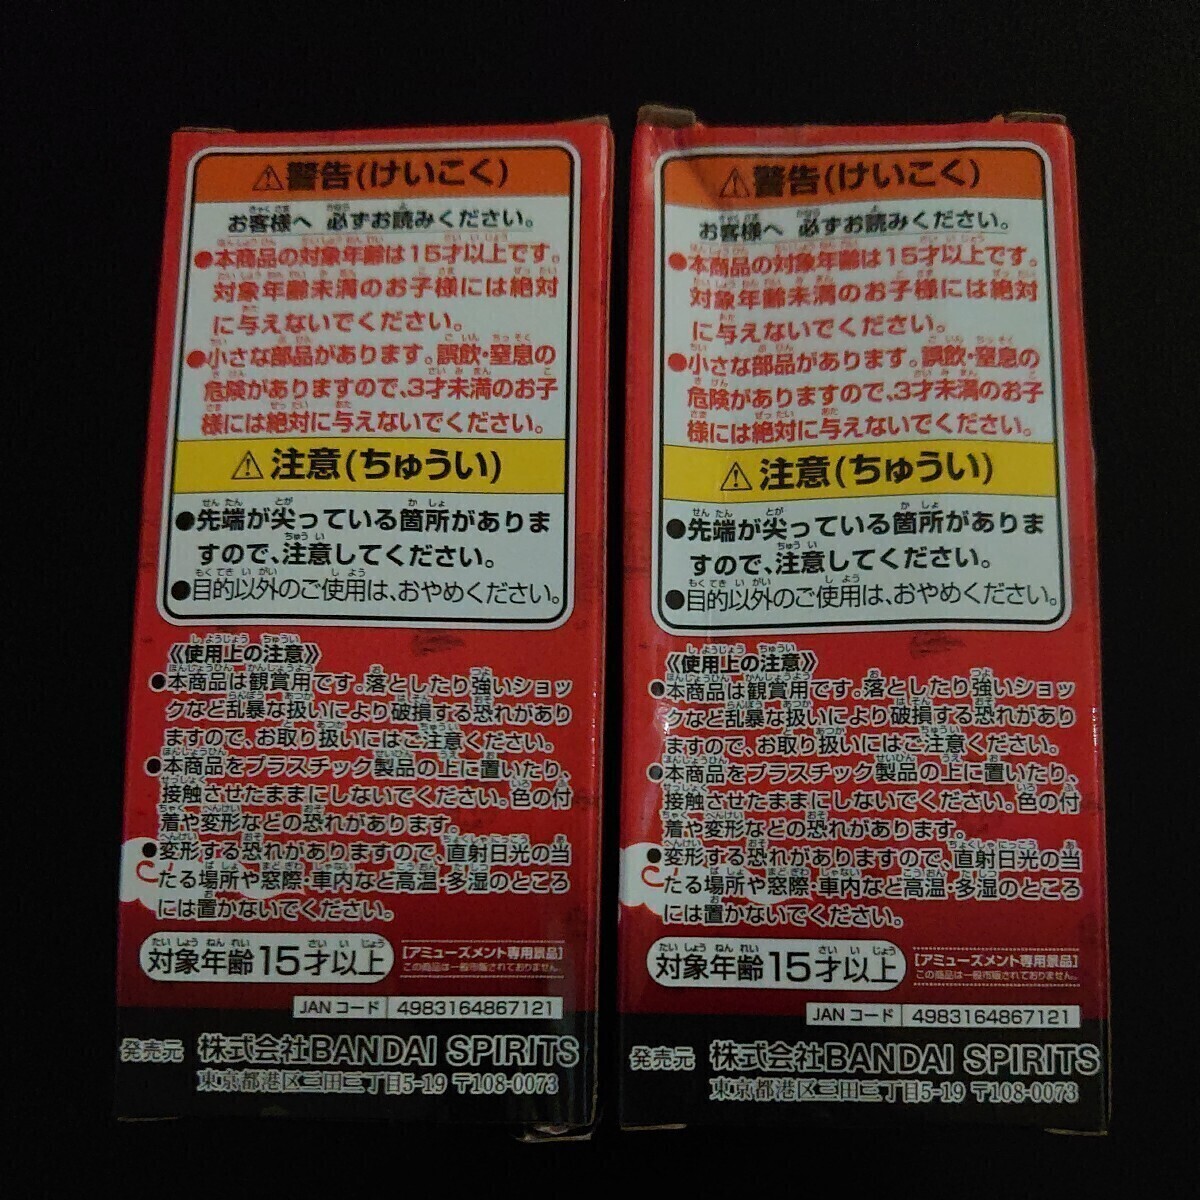 ⚠警告(けいこく)
お客様へ 必ずお読みください。
●本商品の対象年齢は15才以上です。
対象年齢未満のお子様には絶対
に与えないでください。
●小さな部品があります。誤飲・窒息の
危険がありますので、3才未満のお子
様には絶対に与えないでください。
⚠注意(ちゅうい)
●先端が尖っている箇所がありま
すので、注意してください。
●目的以外のご使用は、おやめください。
《使用上の注意》
●本商品は観賞用です。落としたり強いショッ
クなど乱暴な扱いにより破損する恐れがあり
ますので、お取り扱いにはご注意ください。
●本商品をプラスチック製品の上に置いたり、
接触させたままにしないでください。色の付
着や変形などの恐れがあります。
●変形する恐れがありますので、直射日光の当
たる場所や窓際・車内など高温・多湿のところ
には置かないでください。
対象年齢15才以上
[アミューズメント専用景品]
この商品は一般市販されておりません。
JANコード 4983164867121
発売元 株式会社BANDAI SPIRITS
東京都港区三田三丁目5-19 〒108-0073
⚠警告(けいこく)
お客様へ 必ずお読みください。
●本商品の対象年齢は15才以上です。
対象年齢未満のお子様には絶対
に与えないでください。
●小さな部品があります。誤飲・窒息の
危険がありますので、3才未満のお子
様には絶対に与えないでください。
⚠注意(ちゅうい)
●先端が尖っている箇所がありま
すので、注意してください。
●目的以外のご使用は、おやめください。
《使用上の注意》
●本商品は観賞用です。落としたり強いショッ
クなど乱暴な扱いにより破損する恐れがあり
ますので、お取り扱いにはご注意ください。
●本商品をプラスチック製品の上に置いたり、
接触させたままにしないでください。色の付
着や変形などの恐れがあります。
●変形する恐れがありますので、直射日光の当
たる場所や窓際・車内など高温・多湿のところ
には置かないでください。
対象年齢15才以上
[アミューズメント専用景品]
この商品は一般市販されておりません。
JANコード 4983164867121
発売元 株式会社BANDAI SPIRITS
東京都港区三田三丁目5-19 〒108-0073